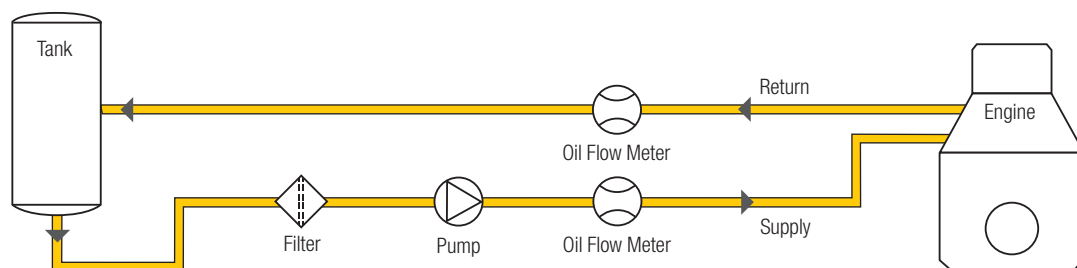 Tank
Return
Engine
Oil Flow Meter
Filter
Pump
Oil Flow Meter
Supply